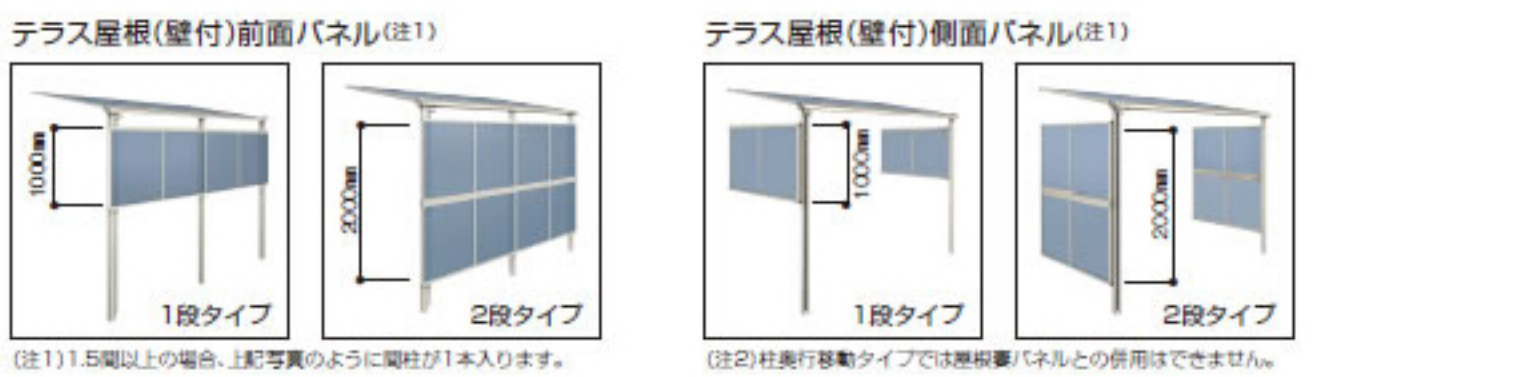 テラス屋根(壁付)前面パネル(注1)
テラス屋根(壁付)側面パネル(注1)
1000mm
1段タイプ
2000mm
2段タイプ
1000mm
1段タイプ
2000mm
2段タイプ
(注1)1.5間以上の場合、上記写真のように間柱が1本入ります。
(注2)柱奥行移動タイプでは屋根妻パネルとの併用はできません。